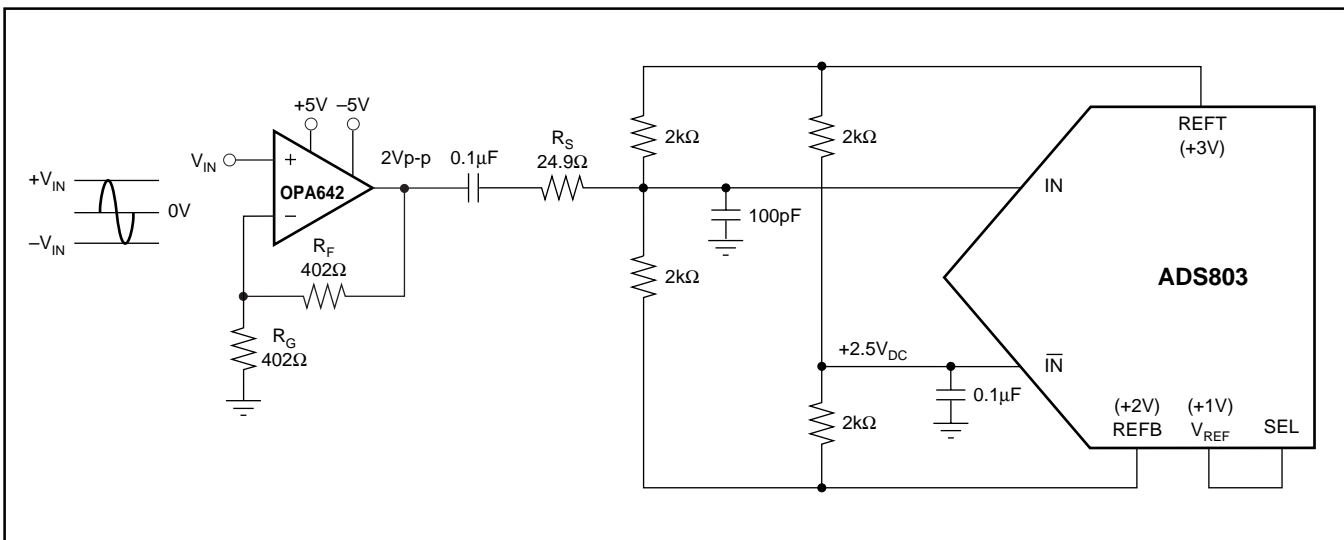 +5V –5V
V_IN
+
–
OPA642
+V_IN
0V
–V_IN
R_F
402Ω
R_G
402Ω
2Vp-p
0.1µF
R_S
24.9Ω
2kΩ
2kΩ
100pF
2kΩ
+2.5V_DC
0.1µF
2kΩ
REFT
(+3V)
IN
ADS803
I̅N̅
(+2V)
REFB
(+1V)
V_REF
SEL